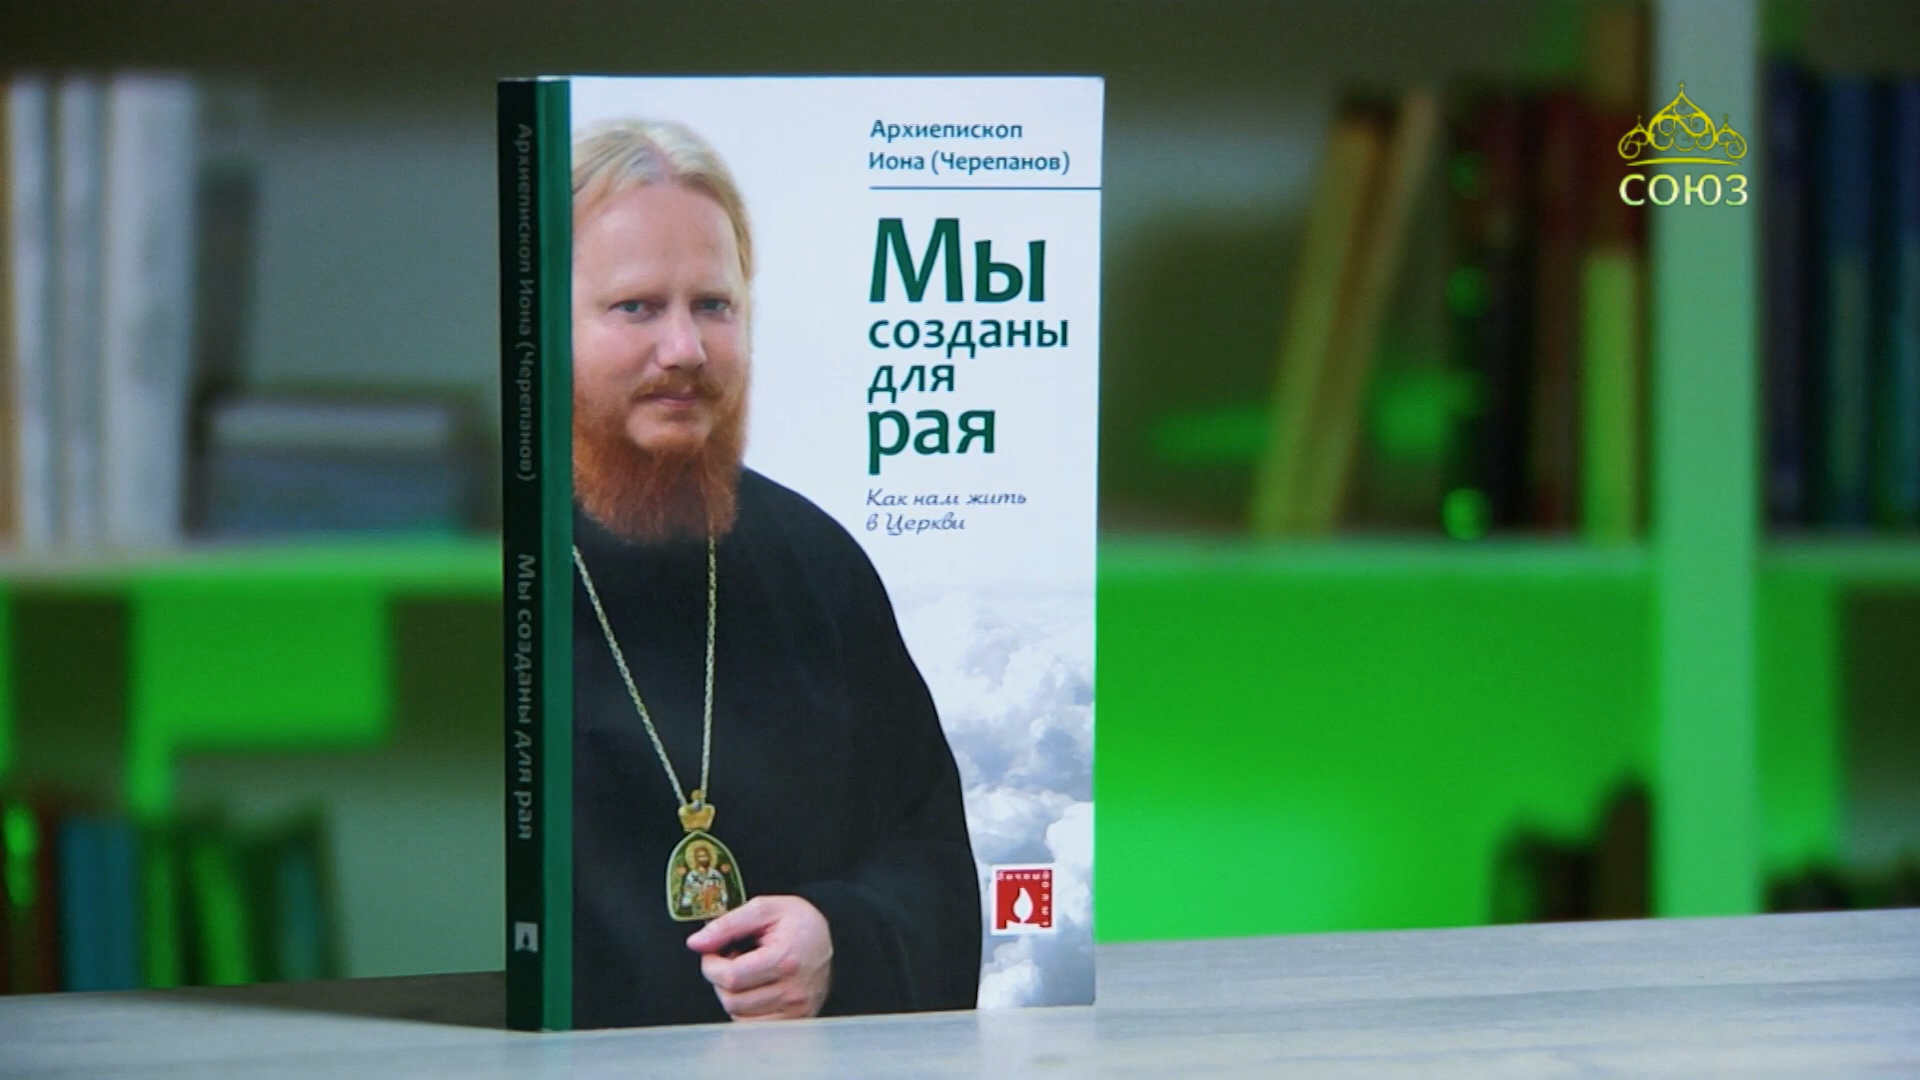 Архиепископ
Иона (Черепанов)
Мы
созданы
для
рая
Как нам жить
в Церкви
Архиепископ Иона (Черепанов) Мы созданы для рая
СОЮЗ